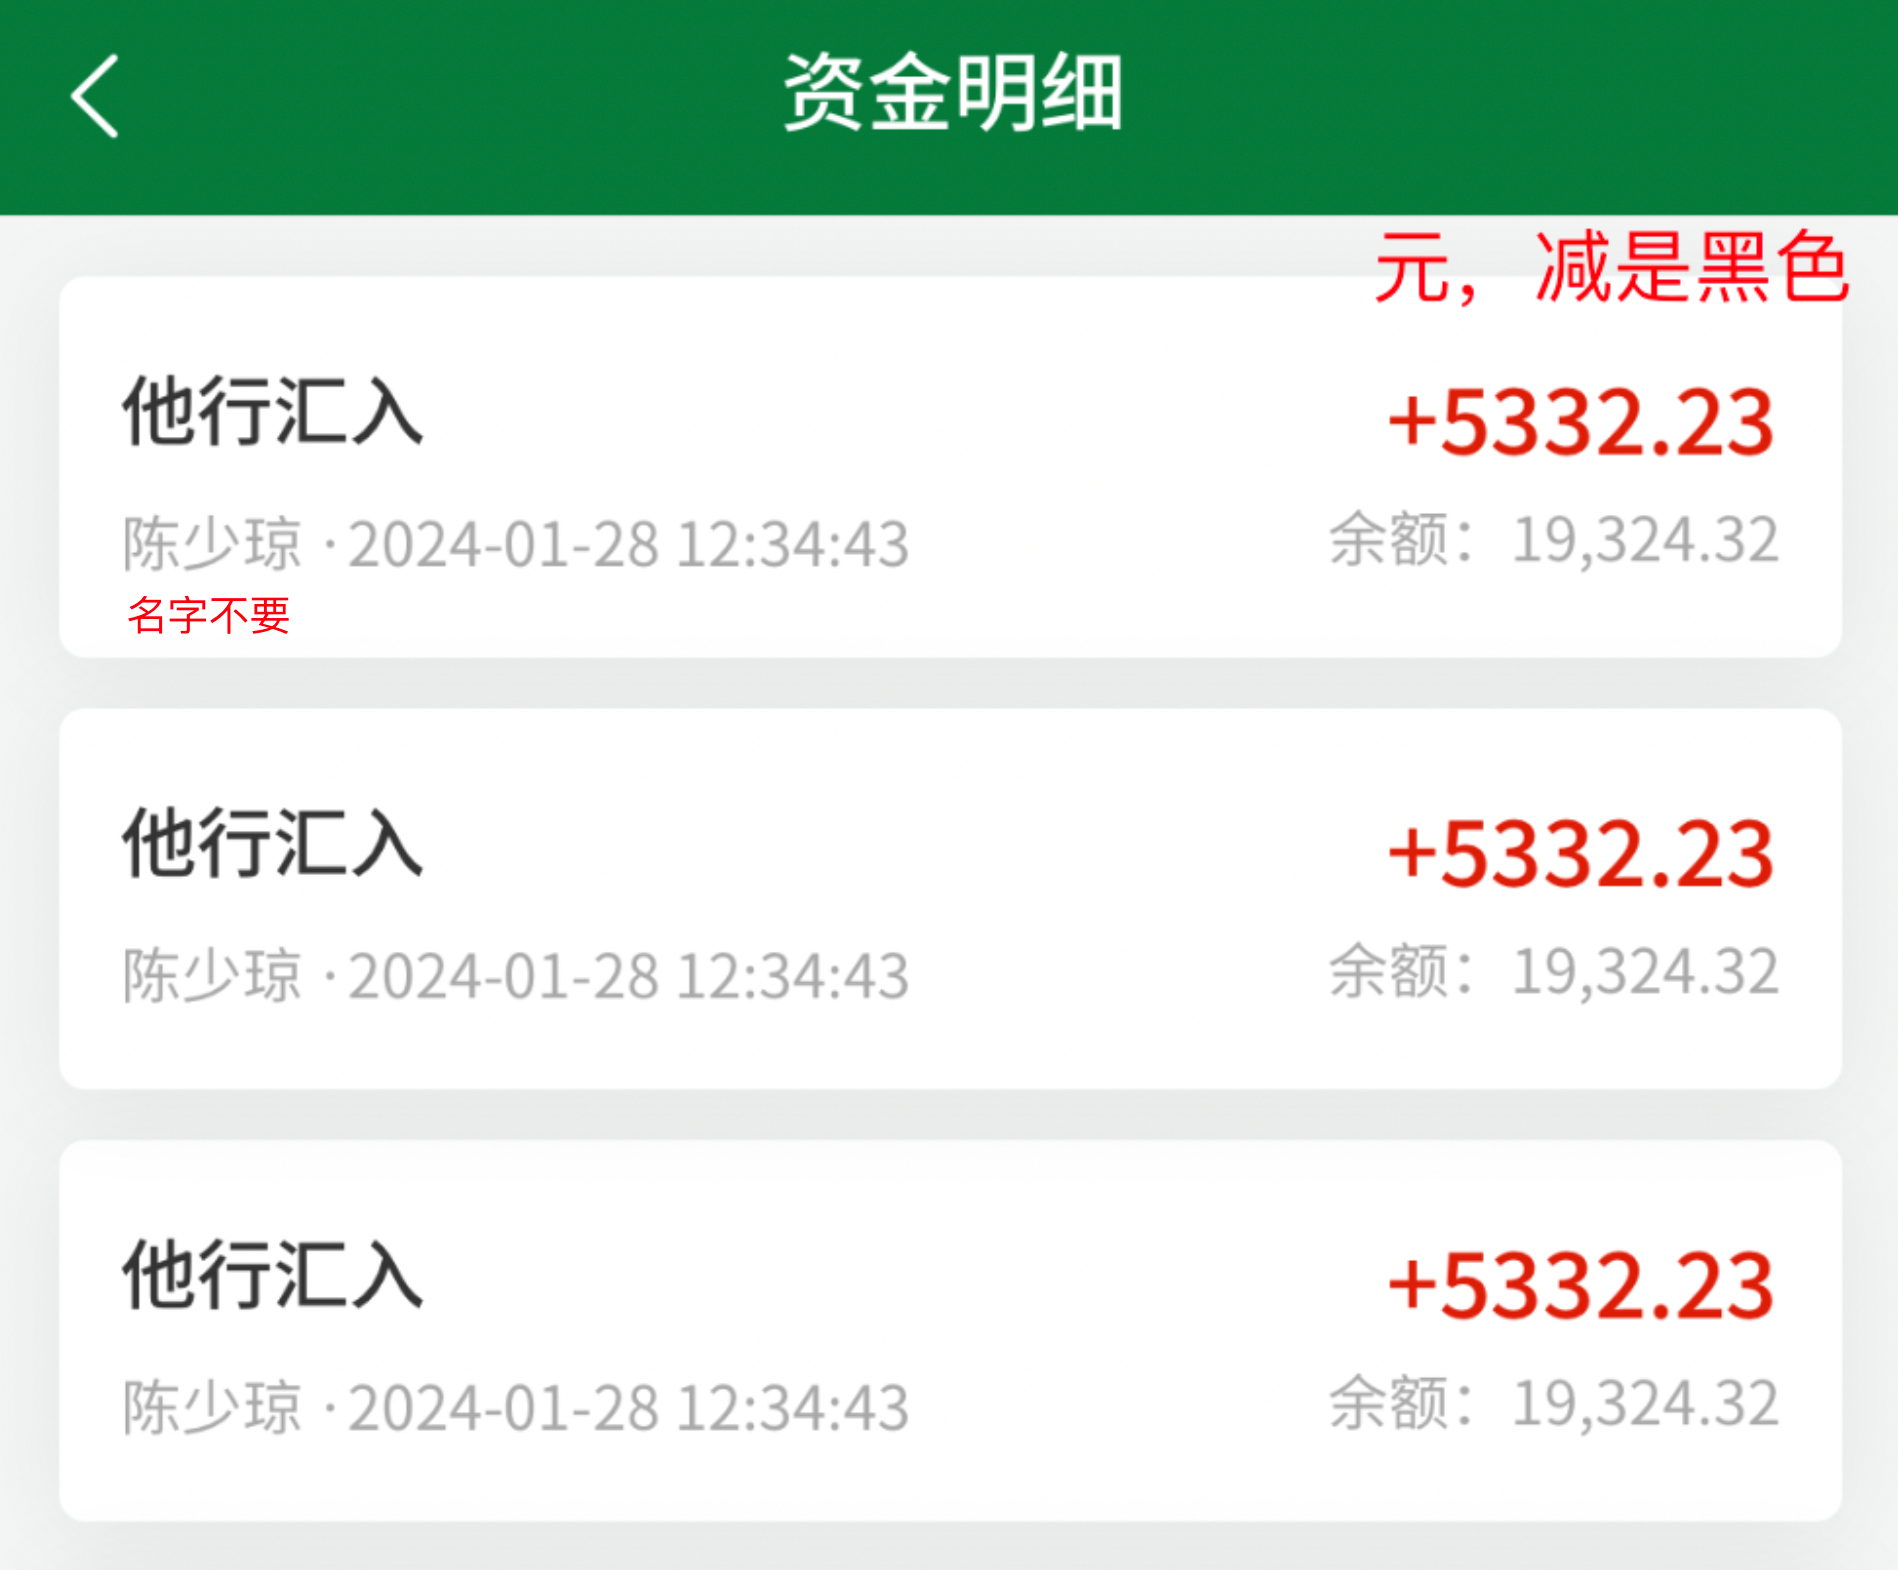 资金明细
元，减是黑色
他行汇入
+5332.23
陈少琼 ·2024-01-28 12:34:43
余额：19,324.32
名字不要
他行汇入
+5332.23
陈少琼 ·2024-01-28 12:34:43
余额：19,324.32
他行汇入
+5332.23
陈少琼 ·2024-01-28 12:34:43
余额：19,324.32